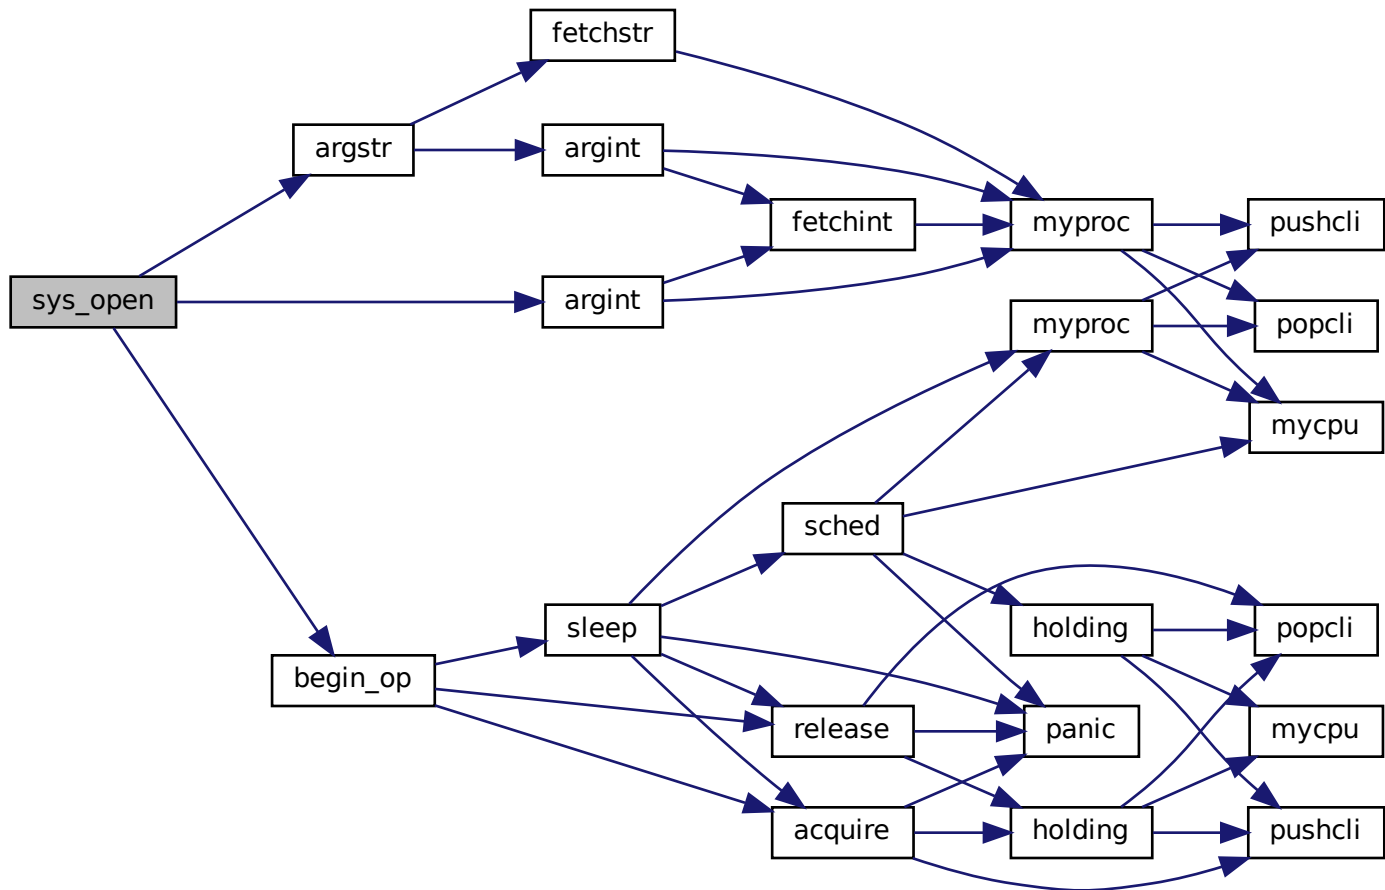 fetchstr
argstr
argint
fetchint
myproc
pushcli
sys_open
argint
myproc
popcli
mycpu
sched
sleep
holding
popcli
begin_op
release
panic
mycpu
acquire
holding
pushcli